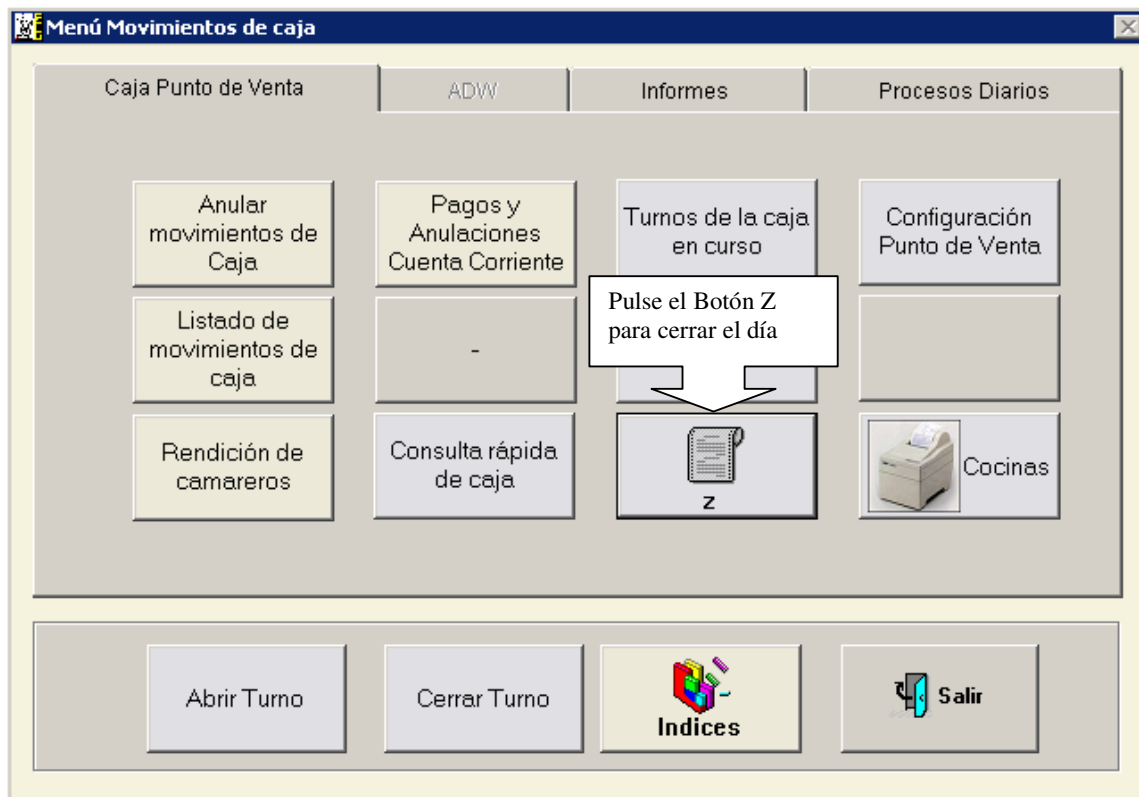 Menú Movimientos de caja
Caja Punto de Venta
ADW
Informes
Procesos Diarios
Anular
movimientos de
Caja
Pagos y
Anulaciones
Cuenta Corriente
Turnos de la caja
en curso
Configuración
Punto de Venta
Listado de
movimientos de
caja
-
Pulse el Botón Z
para cerrar el día
Rendición de
camareros
Consulta rápida
de caja
Z
Cocinas
Abrir Turno
Cerrar Turno
Indices
Salir